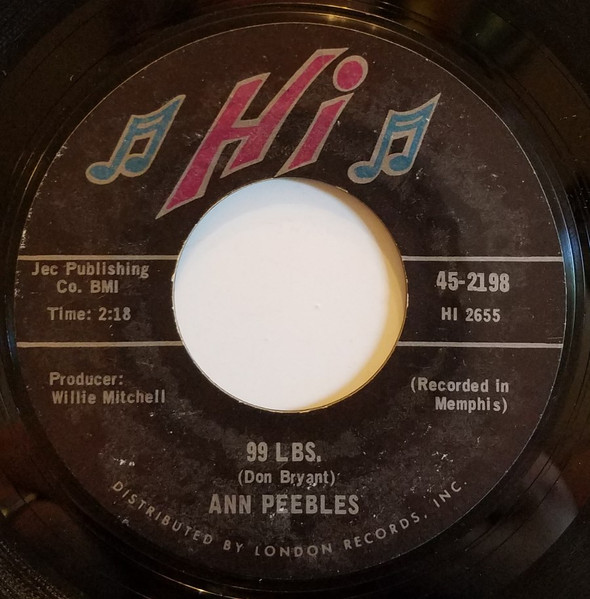 Hi
Jec Publishing
Co. BMI
Time: 2:18
45-2198
HI 2655
Producer:
Willie Mitchell
(Recorded in
Memphis)
99 LBS.
(Don Bryant)
ANN PEEBLES
DISTRIBUTED BY LONDON RECORDS, INC.